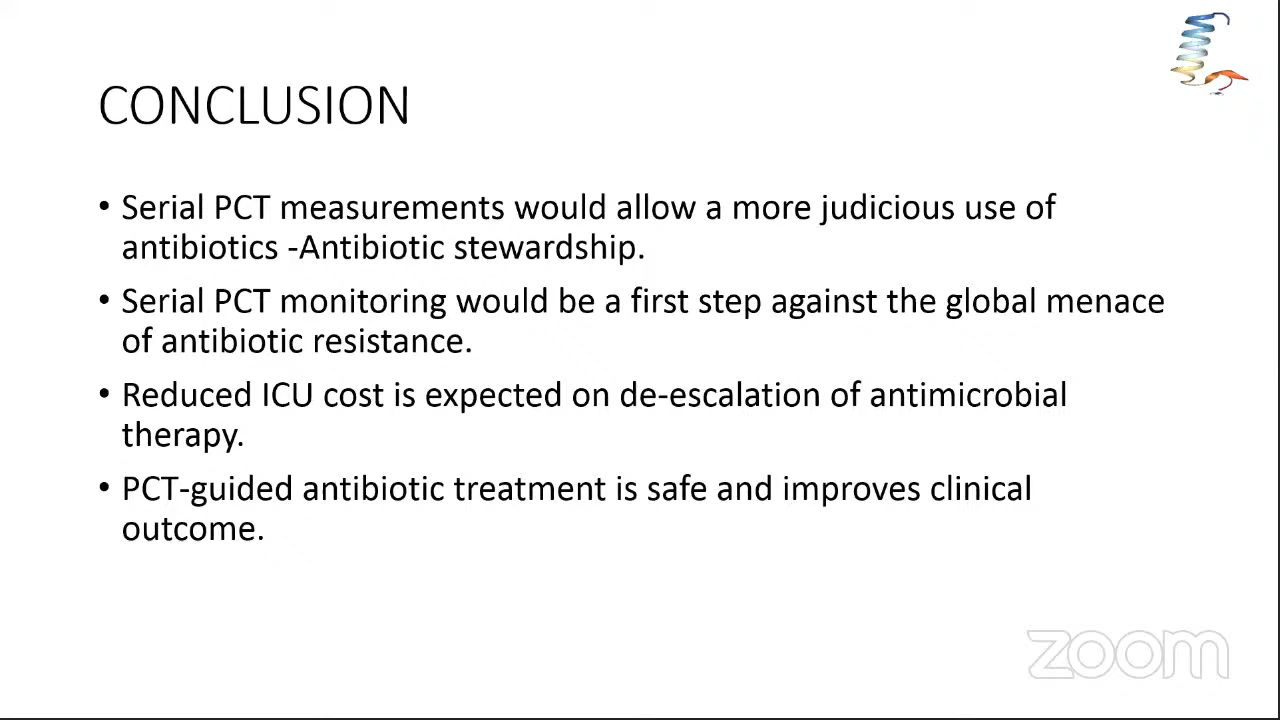 CONCLUSION
• Serial PCT measurements would allow a more judicious use of
antibiotics -Antibiotic stewardship.
• Serial PCT monitoring would be a first step against the global menace
of antibiotic resistance.
• Reduced ICU cost is expected on de-escalation of antimicrobial
therapy.
• PCT-guided antibiotic treatment is safe and improves clinical
outcome.
zoom